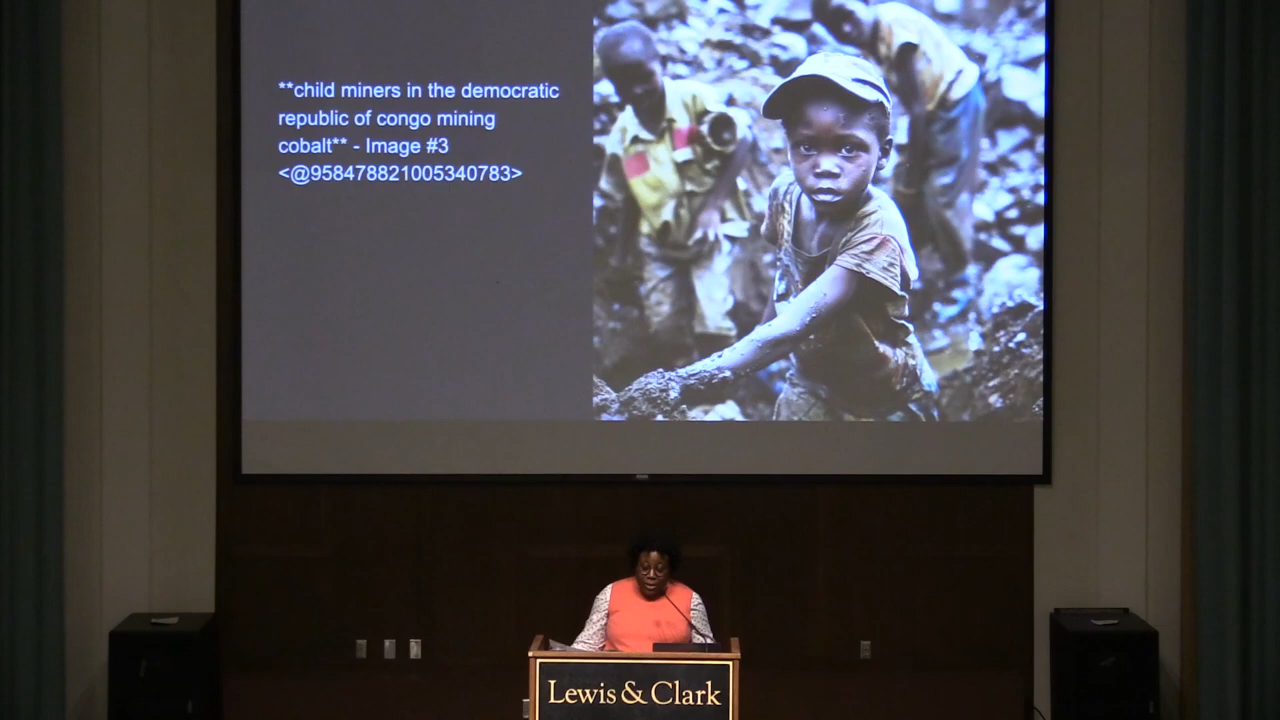 **child miners in the democratic
republic of congo mining
cobalt** - Image #3
<@958478821005340783>
Lewis & Clark